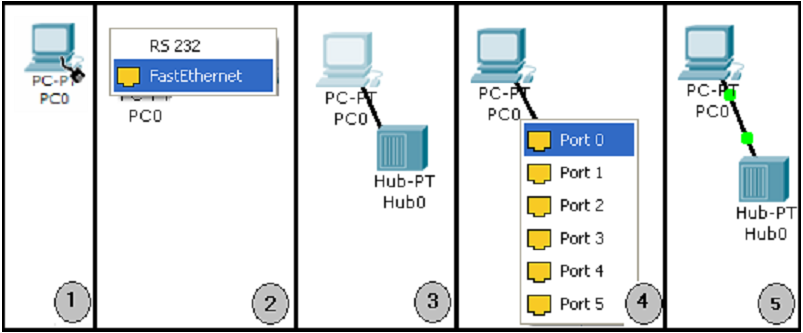 PC-PT
PC0
1
RS 232
FastEthernet
PC0
2
PC-PT
PC0
Hub-PT
Hub0
3
PC-PT
PC0
Port 0
Port 1
Port 2
Port 3
Port 4
Port 5
4
PC-PT
PC0
Hub-PT
Hub0
5